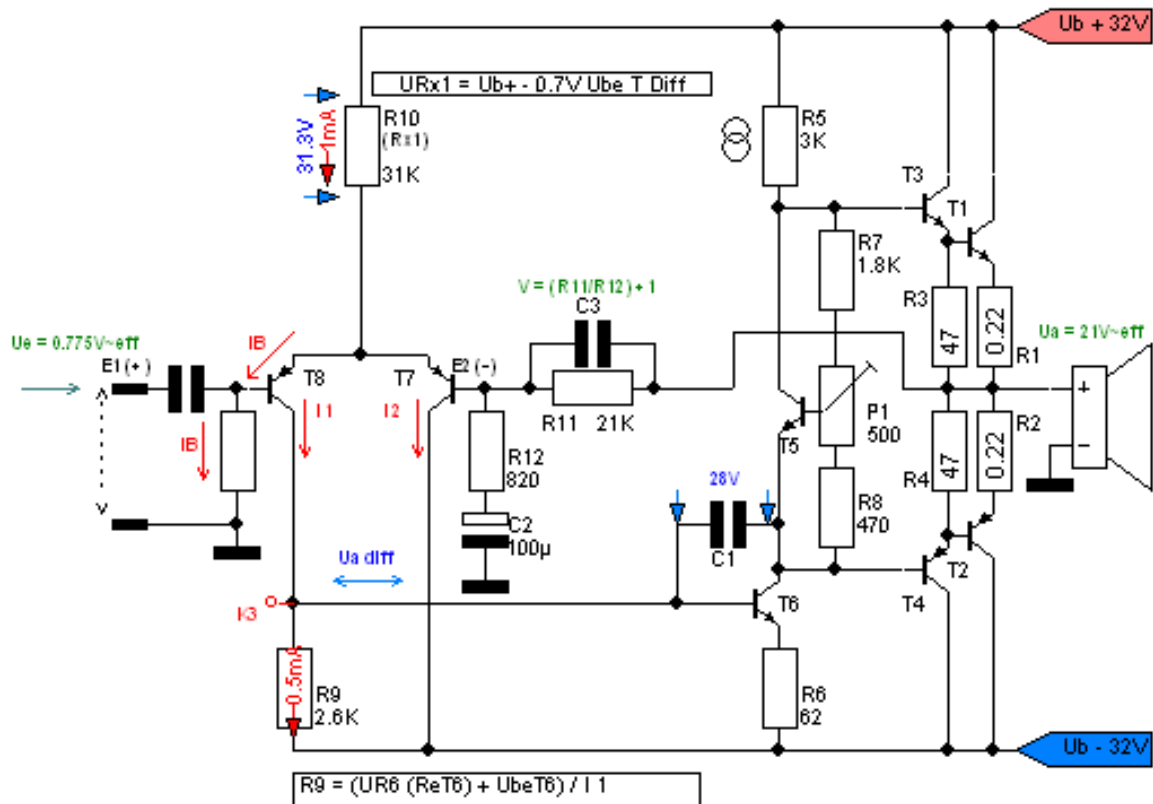 Ub + 32V
URx1 = Ub+ - 0.7V Ube T Diff
31.3V
1mA
R10
(Rx1)
31K
R5
3K
T3
T1
R7
1.8K
V = (R11/R12) + 1
C3
R3
47
0.22
R1
Ua = 21V~eff
Ue = 0.775V~eff
IB
E1 (+)
T8
T7
E2 (-)
I1
I2
IB
R11
21K
T5
P1
500
+
-
R2
R12
820
R4
47
0.22
28V
R8
470
C2
100µ
C1
Ua diff
K3
T6
T4
T2
0.5mA
R9
2.6K
R6
62
Ub - 32V
R9 = (UR6 (ReT6) + UbeT6) / I 1